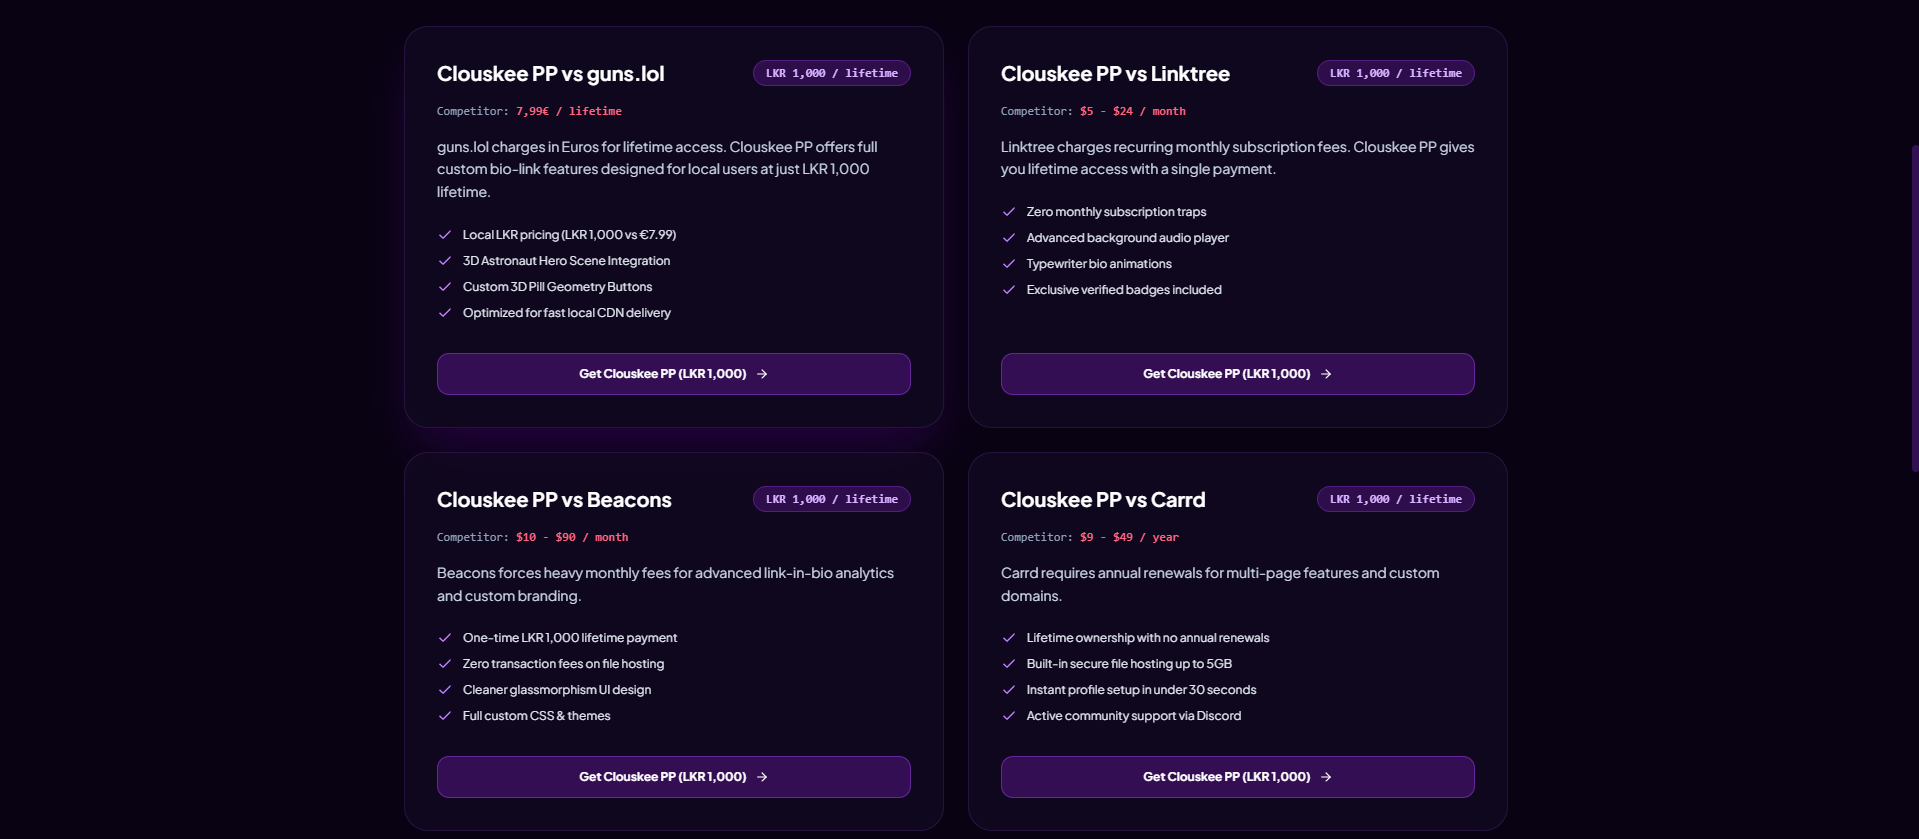 Clouskee PP vs guns.lol
LKR 1,000 / lifetime
Competitor: 7,99€ / lifetime
guns.lol charges in Euros for lifetime access. Clouskee PP offers full
custom bio-link features designed for local users at just LKR 1,000
lifetime.
Local LKR pricing (LKR 1,000 vs €7.99)
3D Astronaut Hero Scene Integration
Custom 3D Pill Geometry Buttons
Optimized for fast local CDN delivery
Get Clouskee PP (LKR 1,000) →
Clouskee PP vs Linktree
LKR 1,000 / lifetime
Competitor: $5 - $24 / month
Linktree charges recurring monthly subscription fees. Clouskee PP gives
you lifetime access with a single payment.
Zero monthly subscription traps
Advanced background audio player
Typewriter bio animations
Exclusive verified badges included
Get Clouskee PP (LKR 1,000) →
Clouskee PP vs Beacons
LKR 1,000 / lifetime
Competitor: $10 - $90 / month
Beacons forces heavy monthly fees for advanced link-in-bio analytics
and custom branding.
One-time LKR 1,000 lifetime payment
Zero transaction fees on file hosting
Cleaner glassmorphism UI design
Full custom CSS & themes
Get Clouskee PP (LKR 1,000) →
Clouskee PP vs Carrd
LKR 1,000 / lifetime
Competitor: $9 - $49 / year
Carrd requires annual renewals for multi-page features and custom
domains.
Lifetime ownership with no annual renewals
Built-in secure file hosting up to 5GB
Instant profile setup in under 30 seconds
Active community support via Discord
Get Clouskee PP (LKR 1,000) →